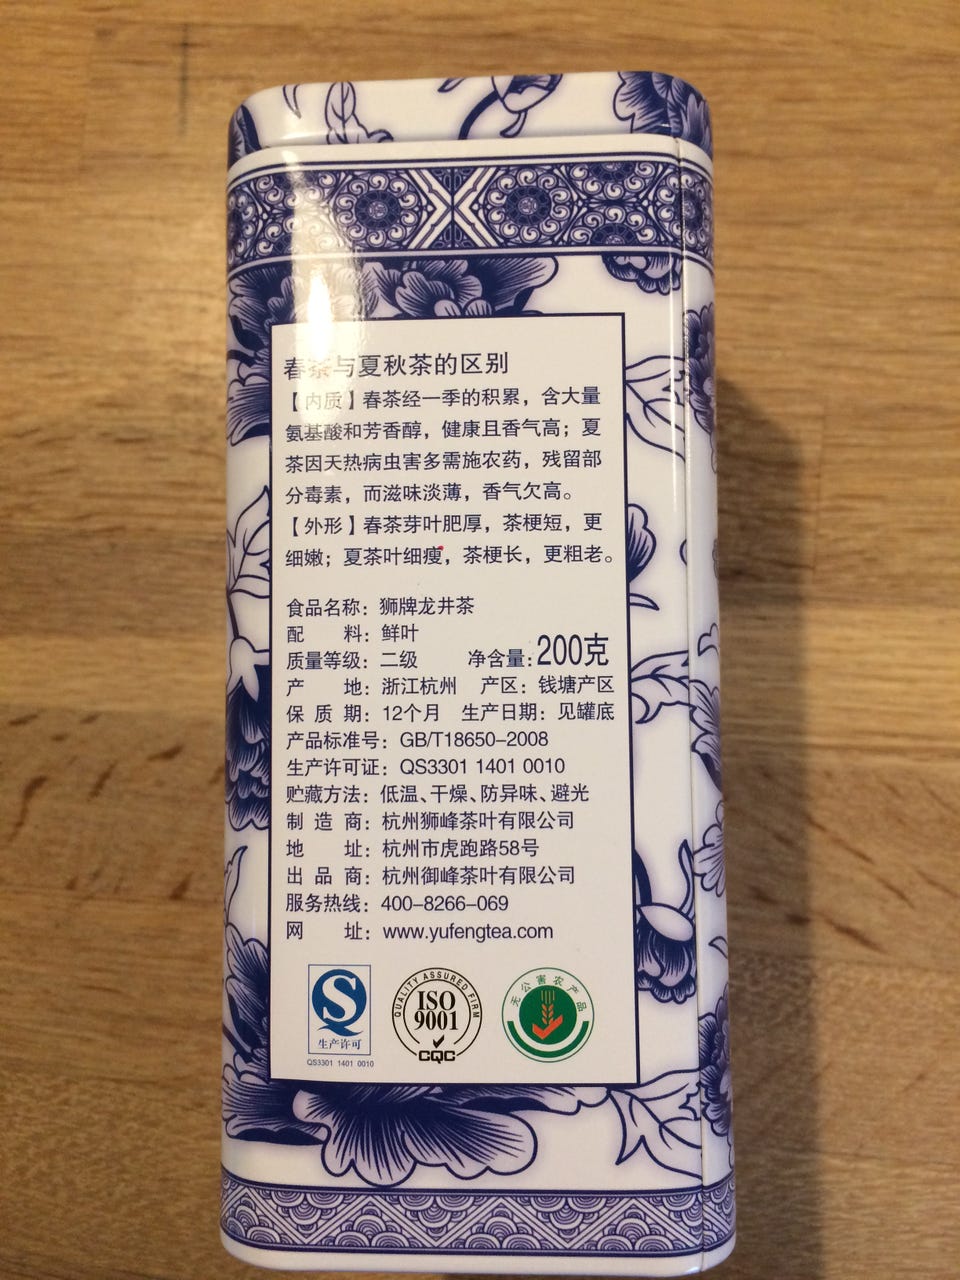 春茶与夏秋茶的区别
【内质】春茶经一季的积累，含大量
氨基酸和芳香醇，健康且香气高；夏
茶因天热病虫害多需施农药，残留部
分毒素，而滋味淡薄，香气欠高。
【外形】春茶芽叶肥厚，茶梗短，更
细嫩；夏茶叶细瘦，茶梗长，更粗老。
食品名称：狮牌龙井茶
配 料：鲜叶
质量等级：二级 净含量：200克
产 地：浙江杭州 产区：钱塘产区
保 质 期：12个月 生产日期：见罐底
产品标准号：GB/T18650-2008
生产许可证：QS3301 1401 0010
贮藏方法：低温、干燥、防异味、避光
制 造 商：杭州狮峰茶叶有限公司
地 址：杭州市虎跑路58号
出 品 商：杭州御峰茶叶有限公司
服务热线：400-8266-069
网 址：www.yufengtea.com
生产许可
QS3301 1401 0010
QUALITY ASSURED FIRM
ISO
9001
CQC
无公害农产品